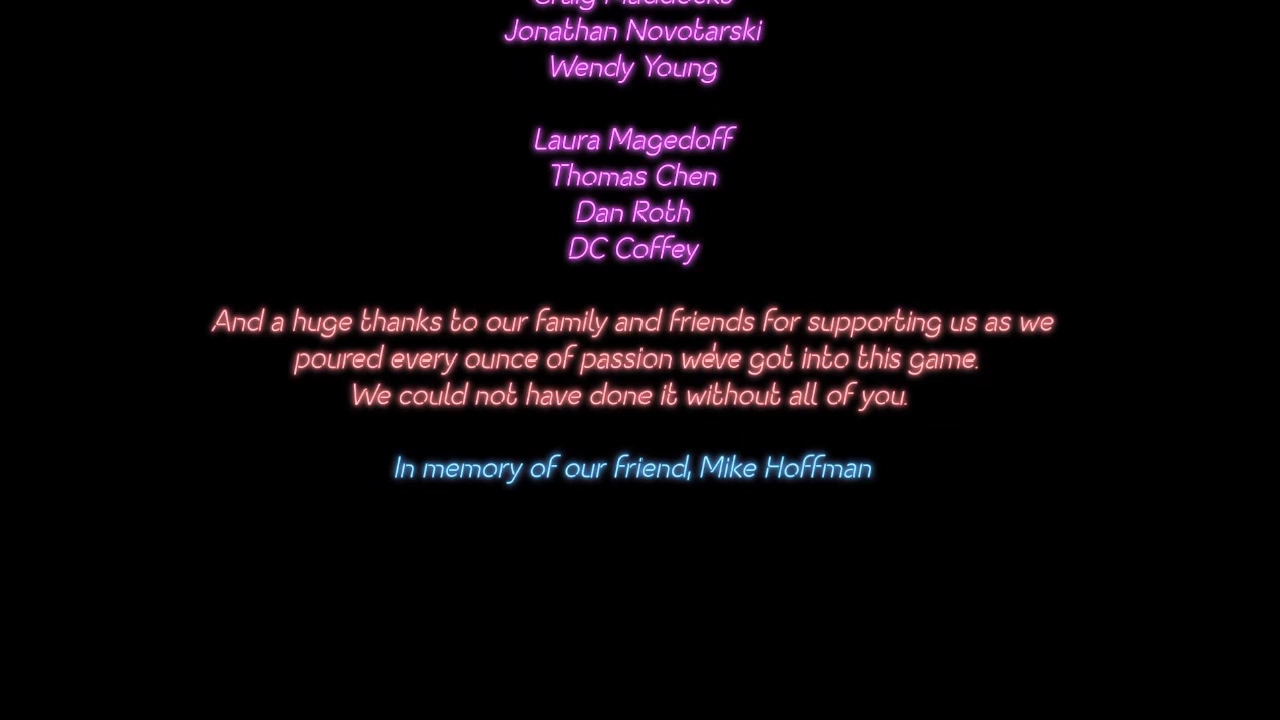 Craig Maddocks
Jonathan Novotarski
Wendy Young
Laura Magedoff
Thomas Chen
Dan Roth
DC Coffey
And a huge thanks to our family and friends for supporting us as we
poured every ounce of passion we've got into this game.
We could not have done it without all of you.
In memory of our friend, Mike Hoffman